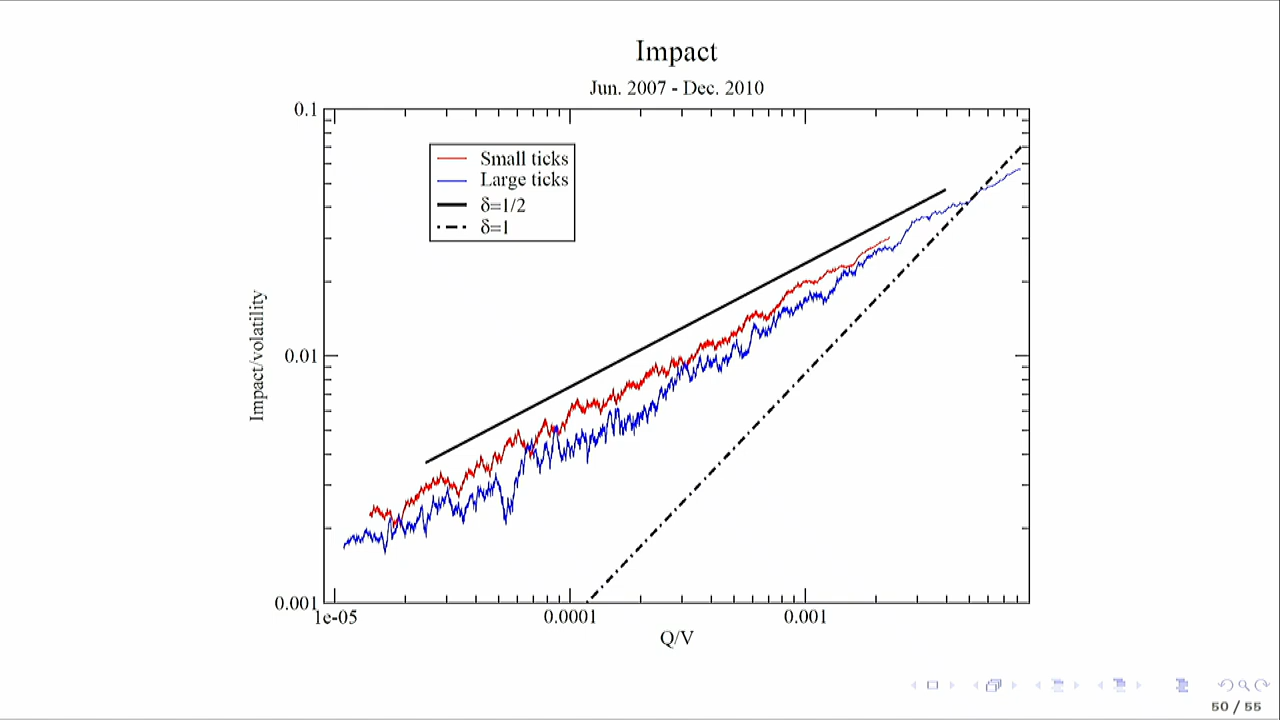 Impact
Jun. 2007 - Dec. 2010
0.1
Small ticks
Large ticks
δ=1/2
δ=1
Impact/volatility
0.01
0.001
1e-05
0.0001
0.001
Q/V
50 / 55